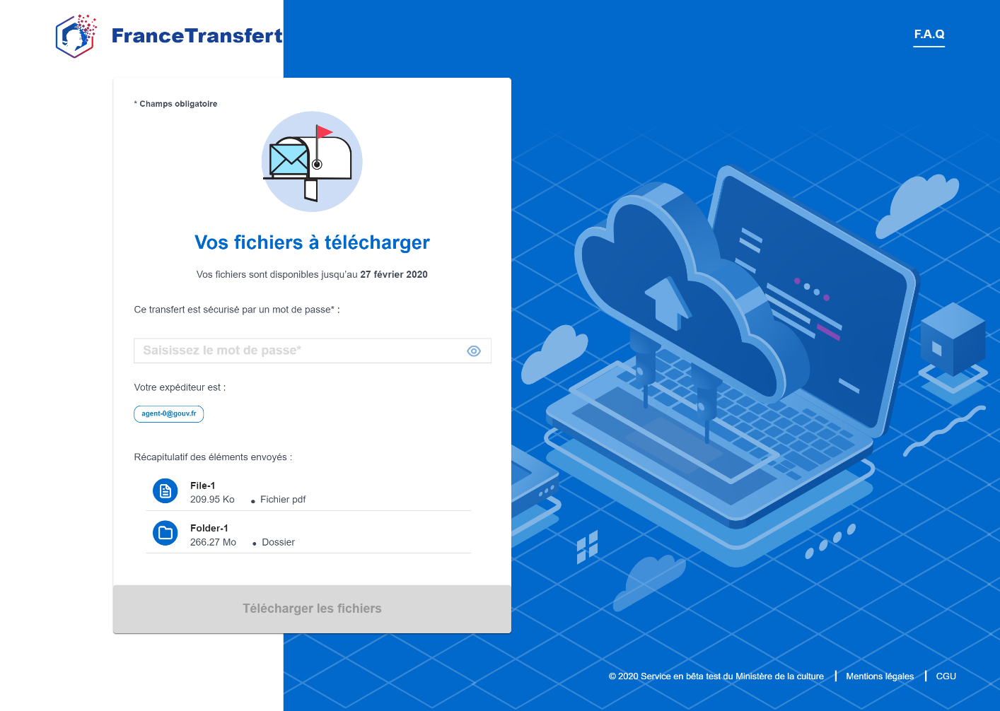 FranceTransfert
F.A.Q
* Champs obligatoire
Vos fichiers à télécharger
Vos fichiers sont disponibles jusqu'au 27 février 2020
Ce transfert est sécurisé par un mot de passe* :
Saisissez le mot de passe*
Votre expéditeur est :
agent-0@gouv.fr
Récapitulatif des éléments envoyés :
File-1
209.95 Ko • Fichier pdf
Folder-1
266.27 Mo • Dossier
Télécharger les fichiers
© 2020 Service en bêta test du Ministère de la culture | Mentions légales | CGU